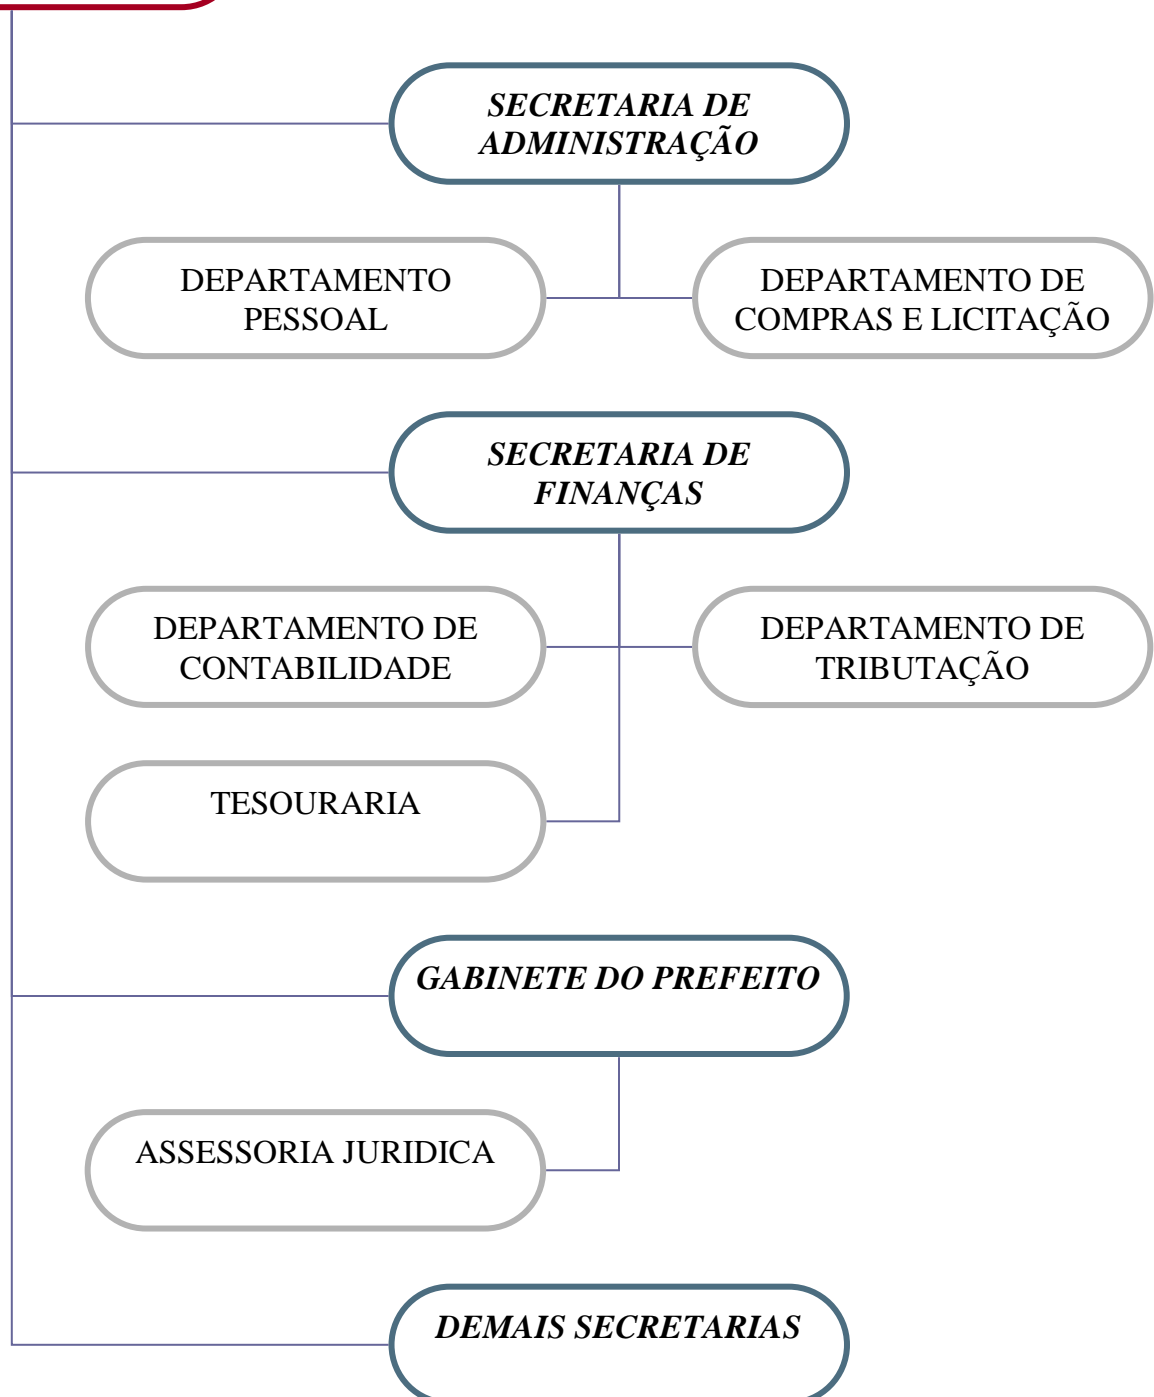 SECRETARIA DE
ADMINISTRAÇÃO
DEPARTAMENTO
PESSOAL
DEPARTAMENTO DE
COMPRAS E LICITAÇÃO
SECRETARIA DE
FINANÇAS
DEPARTAMENTO DE
CONTABILIDADE
DEPARTAMENTO DE
TRIBUTAÇÃO
TESOURARIA
GABINETE DO PREFEITO
ASSESSORIA JURIDICA
DEMAIS SECRETARIAS